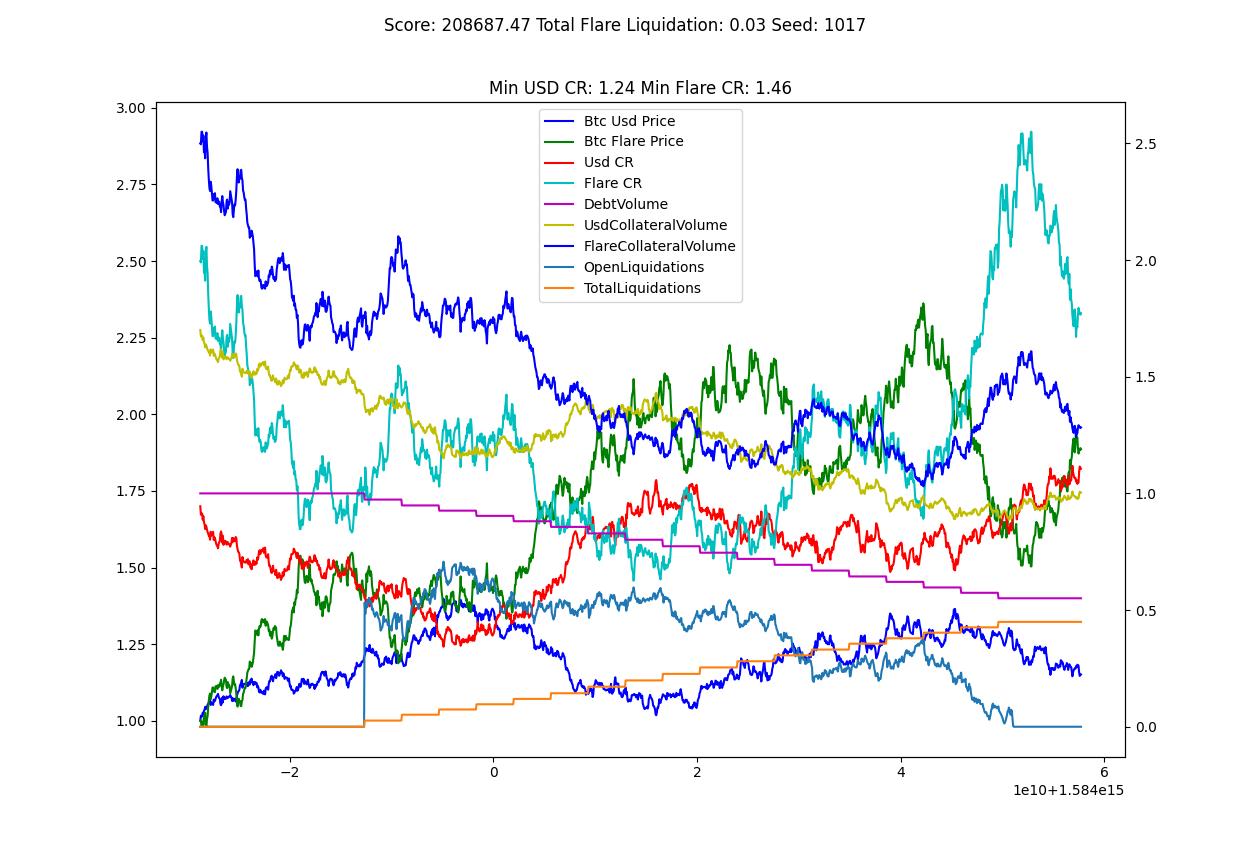 Score: 208687.47 Total Flare Liquidation: 0.03 Seed: 1017
Min USD CR: 1.24 Min Flare CR: 1.46
3.00
2.75
2.50
2.25
2.00
1.75
1.50
1.25
1.00
Btc Usd Price
Btc Flare Price
Usd CR
Flare CR
DebtVolume
UsdCollateralVolume
FlareCollateralVolume
OpenLiquidations
TotalLiquidations
2.5
2.0
1.5
1.0
0.5
0.0
−2 0 2 4 6
1e10+1.584e15